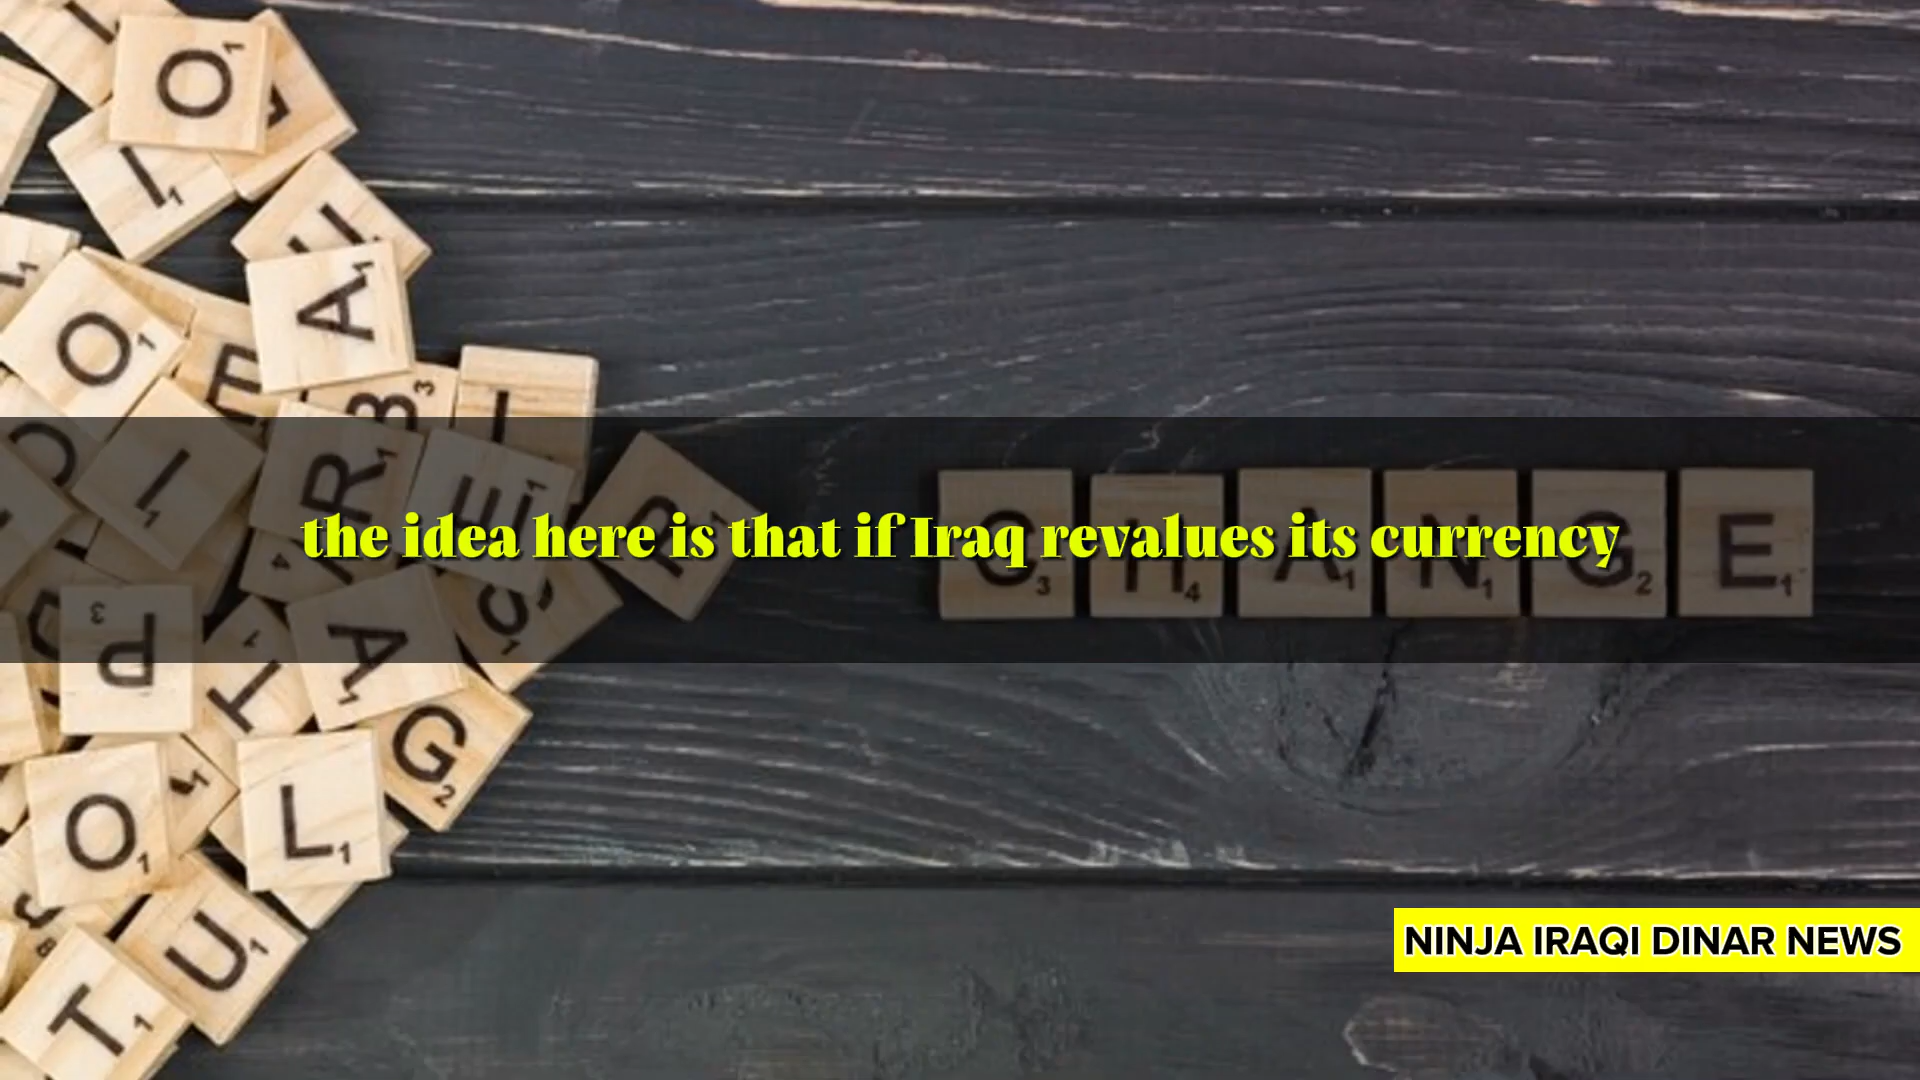 the idea here is that if Iraq revalues its currency
CHANGE
NINJA IRAQI DINAR NEWS